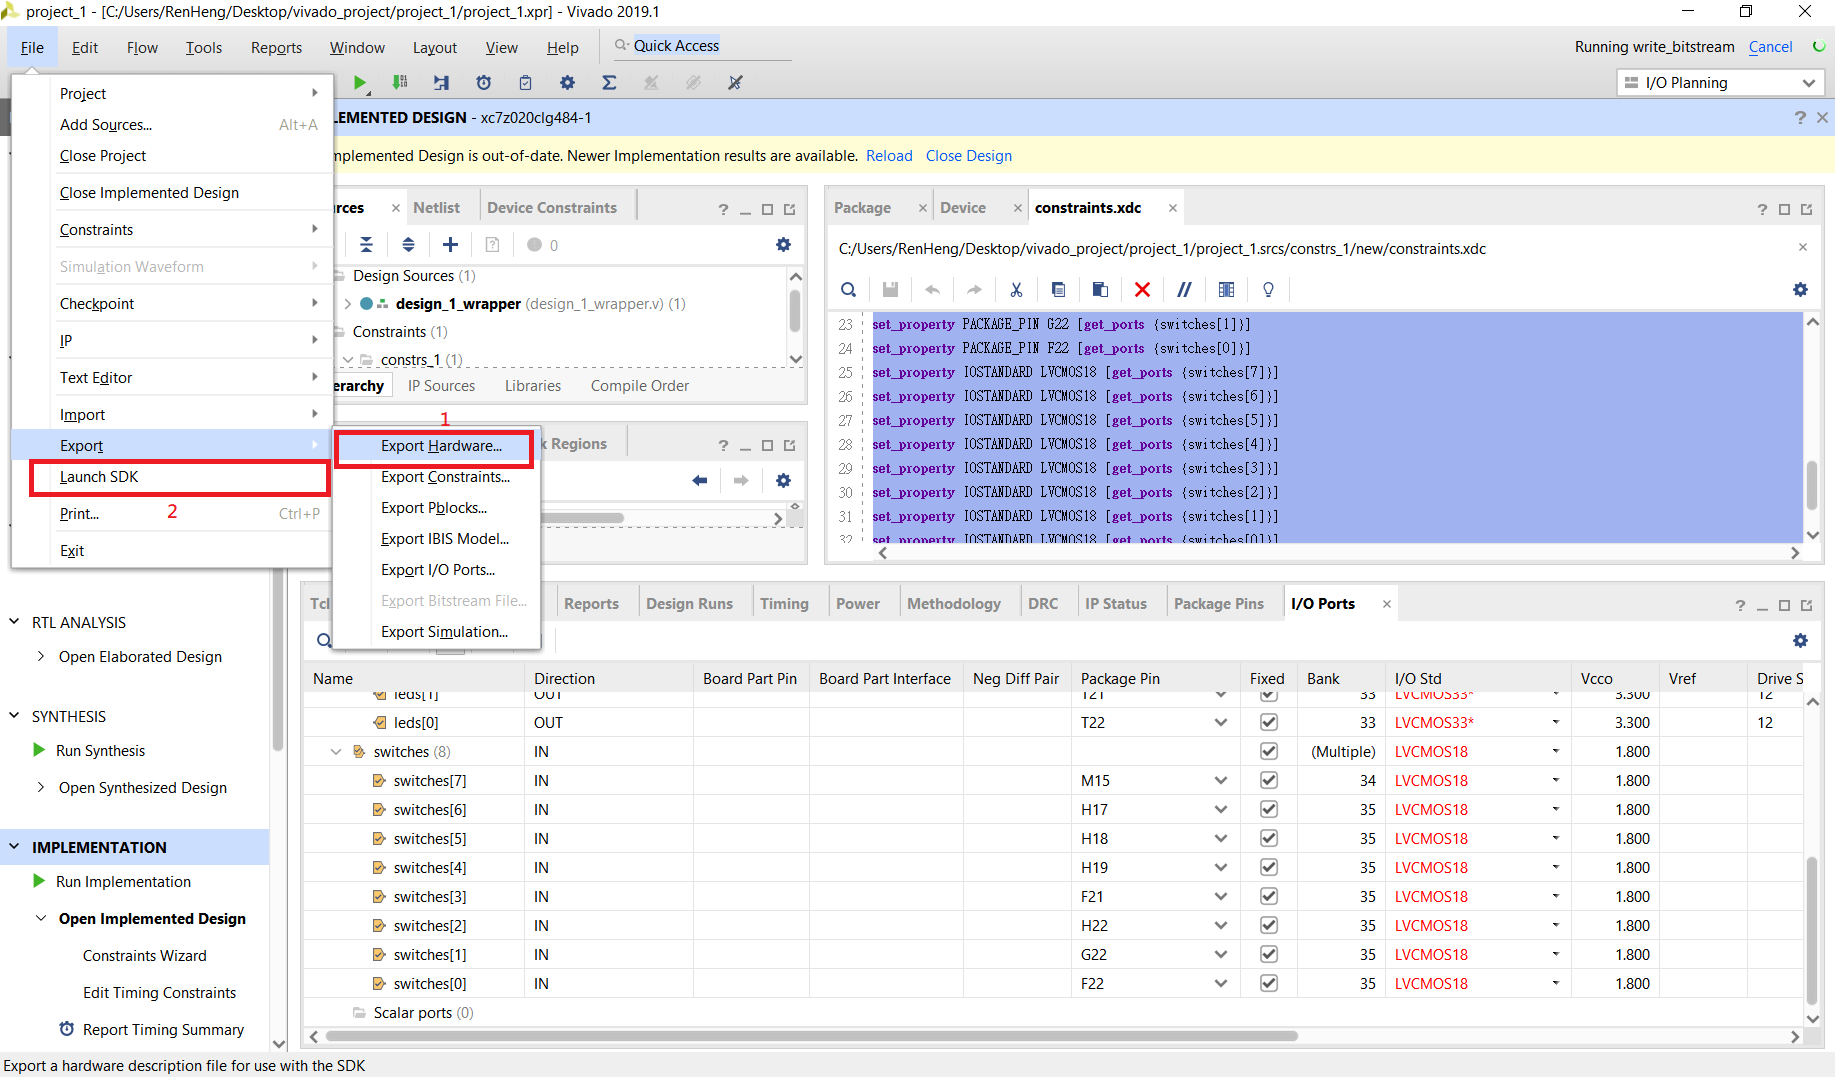 project_1 - [C:/Users/RenHeng/Desktop/vivado_project/project_1/project_1.xpr] - Vivado 2019.1
File Edit Flow Tools Reports Window Layout View Help Quick Access
Running write_bitstream Cancel
I/O Planning
LEMENTED DESIGN - xc7z020clg484-1
mplemented Design is out-of-date. Newer Implementation results are available. Reload Close Design
Project
Add Sources... Alt+A
Close Project
Close Implemented Design
Constraints
Simulation Waveform
Checkpoint
IP
Text Editor
Import
Export
Launch SDK
2
Print... Ctrl+P
Exit
1
Export Hardware...
Export Constraints...
Export Pblocks...
Export IBIS Model...
Export I/O Ports...
Export Bitstream File...
Export Simulation...
rces Netlist Device Constraints
0
Design Sources (1)
design_1_wrapper (design_1_wrapper.v) (1)
Constraints (1)
constrs_1 (1)
erarchy IP Sources Libraries Compile Order
k Regions
Package Device constraints.xdc
C:/Users/RenHeng/Desktop/vivado_project/project_1/project_1.srcs/constrs_1/new/constraints.xdc
23 set_property PACKAGE_PIN G22 [get_ports {switches[1]}]
24 set_property PACKAGE_PIN F22 [get_ports {switches[0]}]
25 set_property IOSTANDARD LVCMOS18 [get_ports {switches[7]}]
26 set_property IOSTANDARD LVCMOS18 [get_ports {switches[6]}]
27 set_property IOSTANDARD LVCMOS18 [get_ports {switches[5]}]
28 set_property IOSTANDARD LVCMOS18 [get_ports {switches[4]}]
29 set_property IOSTANDARD LVCMOS18 [get_ports {switches[3]}]
30 set_property IOSTANDARD LVCMOS18 [get_ports {switches[2]}]
31 set_property IOSTANDARD LVCMOS18 [get_ports {switches[1]}]
32 set_property IOSTANDARD LVCMOS18 [get_ports {switches[0]}]
RTL ANALYSIS
Open Elaborated Design
SYNTHESIS
Run Synthesis
Open Synthesized Design
IMPLEMENTATION
Run Implementation
Open Implemented Design
Constraints Wizard
Edit Timing Constraints
Report Timing Summary
Tcl Reports Design Runs Timing Power Methodology DRC IP Status Package Pins I/O Ports
Name Direction Board Part Pin Board Part Interface Neg Diff Pair Package Pin Fixed Bank I/O Std Vcco Vref Drive S
leds[1] OUT T21 33 LVCMOS33* 3.300 12
leds[0] OUT T22 33 LVCMOS33* 3.300 12
switches (8) IN (Multiple) LVCMOS18 1.800
switches[7] IN M15 34 LVCMOS18 1.800
switches[6] IN H17 35 LVCMOS18 1.800
switches[5] IN H18 35 LVCMOS18 1.800
switches[4] IN H19 35 LVCMOS18 1.800
switches[3] IN F21 35 LVCMOS18 1.800
switches[2] IN H22 35 LVCMOS18 1.800
switches[1] IN G22 35 LVCMOS18 1.800
switches[0] IN F22 35 LVCMOS18 1.800
Scalar ports (0)
Export a hardware description file for use with the SDK